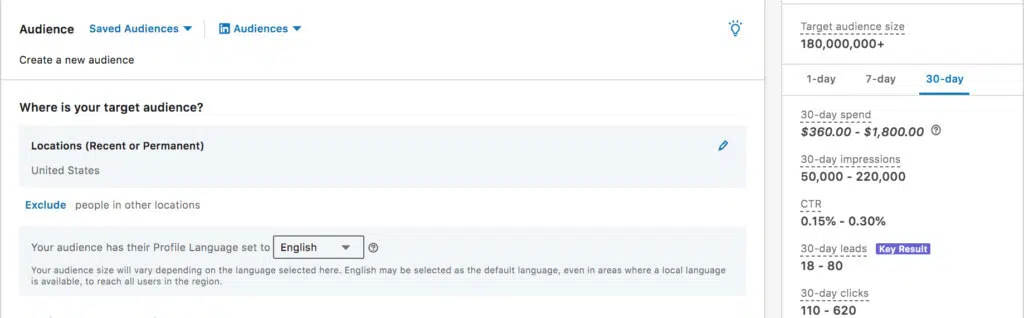 Audience Saved Audiences in Audiences
Create a new audience
Where is your target audience?
Locations (Recent or Permanent)
United States
Exclude people in other locations
Your audience has their Profile Language set to English
Your audience size will vary depending on the language selected here. English may be selected as the default language, even in areas where a local language
is available, to reach all users in the region.
Target audience size
180,000,000+
1-day 7-day 30-day
30-day spend
$360.00 - $1,800.00
30-day impressions
50,000 - 220,000
CTR
0.15% - 0.30%
30-day leads Key Result
18 - 80
30-day clicks
110 - 620